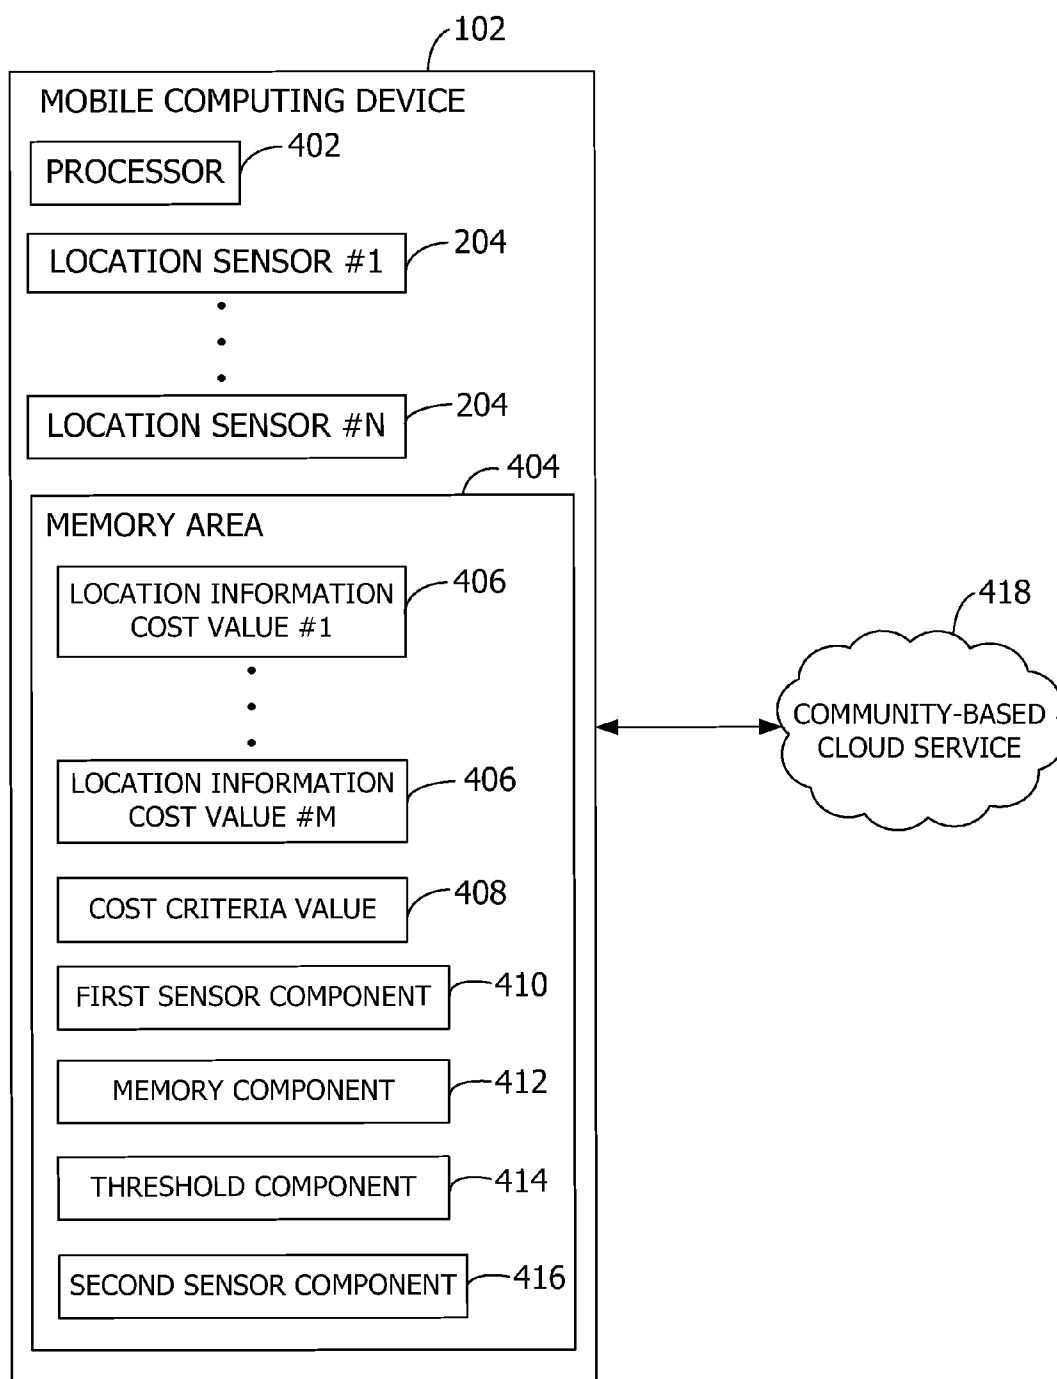 102
MOBILE COMPUTING DEVICE
PROCESSOR
402
LOCATION SENSOR #1
204
LOCATION SENSOR #N
204
404
MEMORY AREA
LOCATION INFORMATION
COST VALUE #1
406
LOCATION INFORMATION
COST VALUE #M
406
COST CRITERIA VALUE
408
FIRST SENSOR COMPONENT
410
MEMORY COMPONENT
412
THRESHOLD COMPONENT
414
SECOND SENSOR COMPONENT
416
418
COMMUNITY-BASED
CLOUD SERVICE